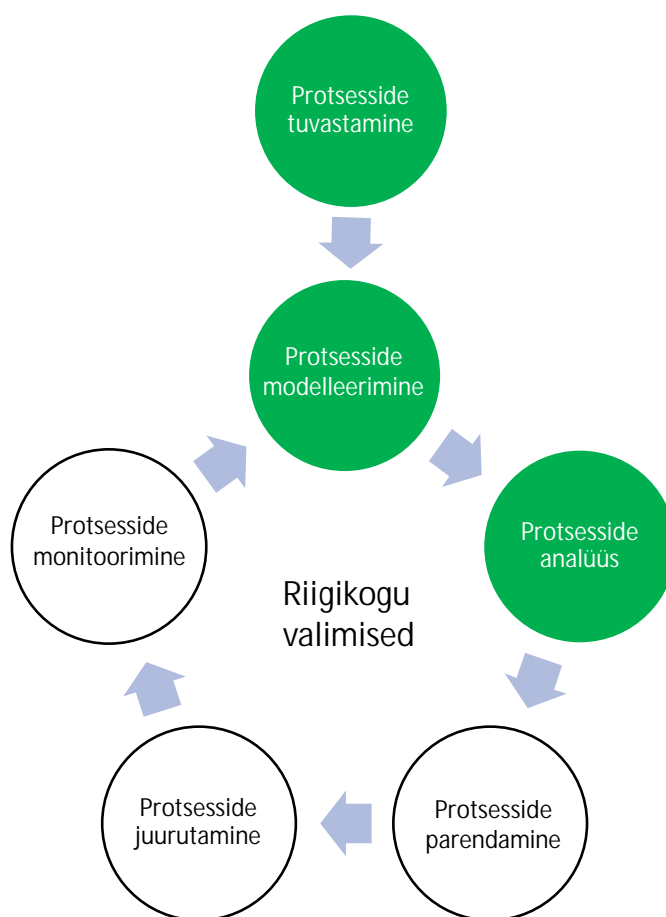 Protsesside
tuvastamine
Protsesside
modelleerimine
Protsesside
analüüs
Protsesside
parendamine
Protsesside
juurutamine
Protsesside
monitoorimine
Riigikogu
valimised